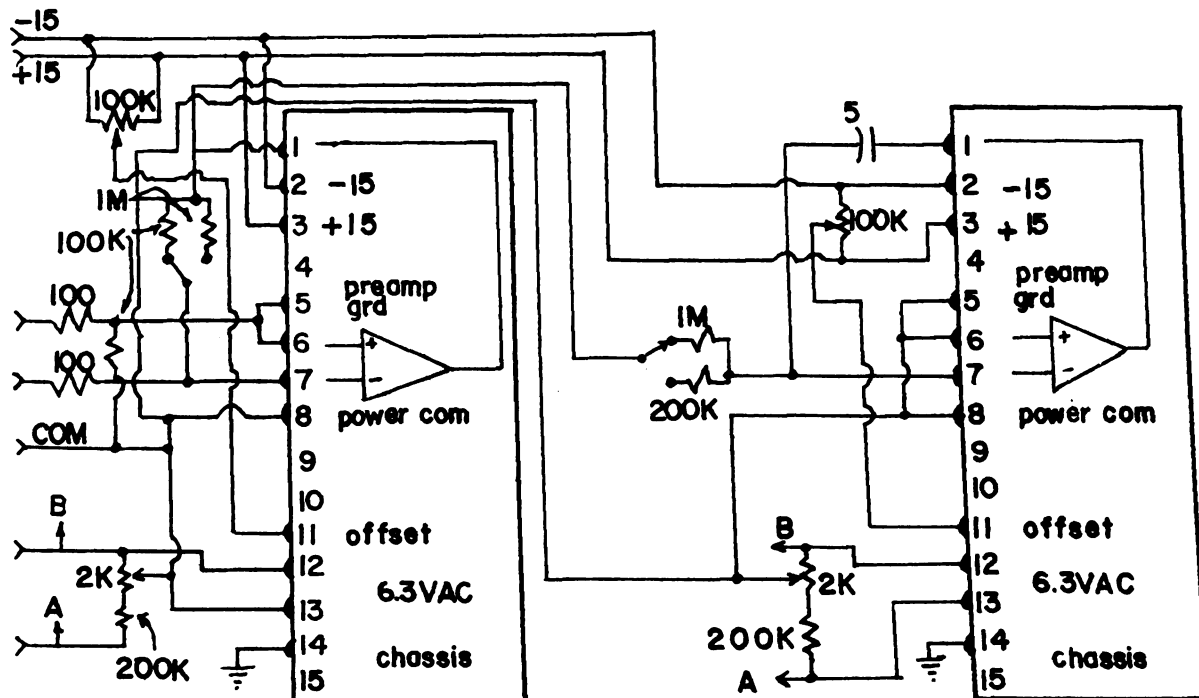 -15
+15
100K
1M
100K
100
100
COM
B
2K
A
200K
1
2 -15
3 +15
4
5 preamp
grd
6 +
7 -
8 power com
9
10
11 offset
12
6.3VAC
13
14 chassis
15
5
100K
1M
200K
B
2K
200K
A
1
2 -15
3 + 15
4
preamp
5 grd
6 +
7 -
8 power com
9
10
11 offset
12
6.3VAC
13
14
chassis
15